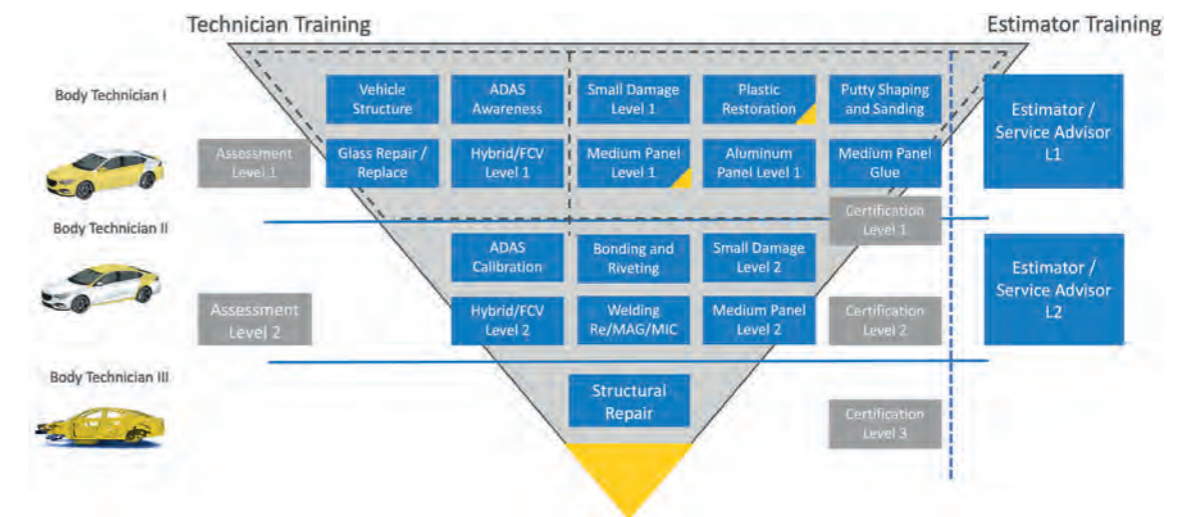 Technician Training
Estimator Training
Body Technician I
Vehicle
Structure
ADAS
Awareness
Small Damage
Level 1
Plastic
Restoration
Putty Shaping
and Sanding
Estimator /
Service Advisor
L1
Assessment
Level 1
Glass Repair /
Replace
Hybrid/FCV
Level 1
Medium Panel
Level 1
Aluminum
Panel Level 1
Medium Panel
Glue
Certification
Level 1
Body Technician II
ADAS
Calibration
Bonding and
Riveting
Small Damage
Level 2
Estimator /
Service Advisor
L2
Assessment
Level 2
Hybrid/FCV
Level 2
Welding
Re/MAG/MIC
Medium Panel
Level 2
Certification
Level 2
Body Technician III
Structural
Repair
Certification
Level 3